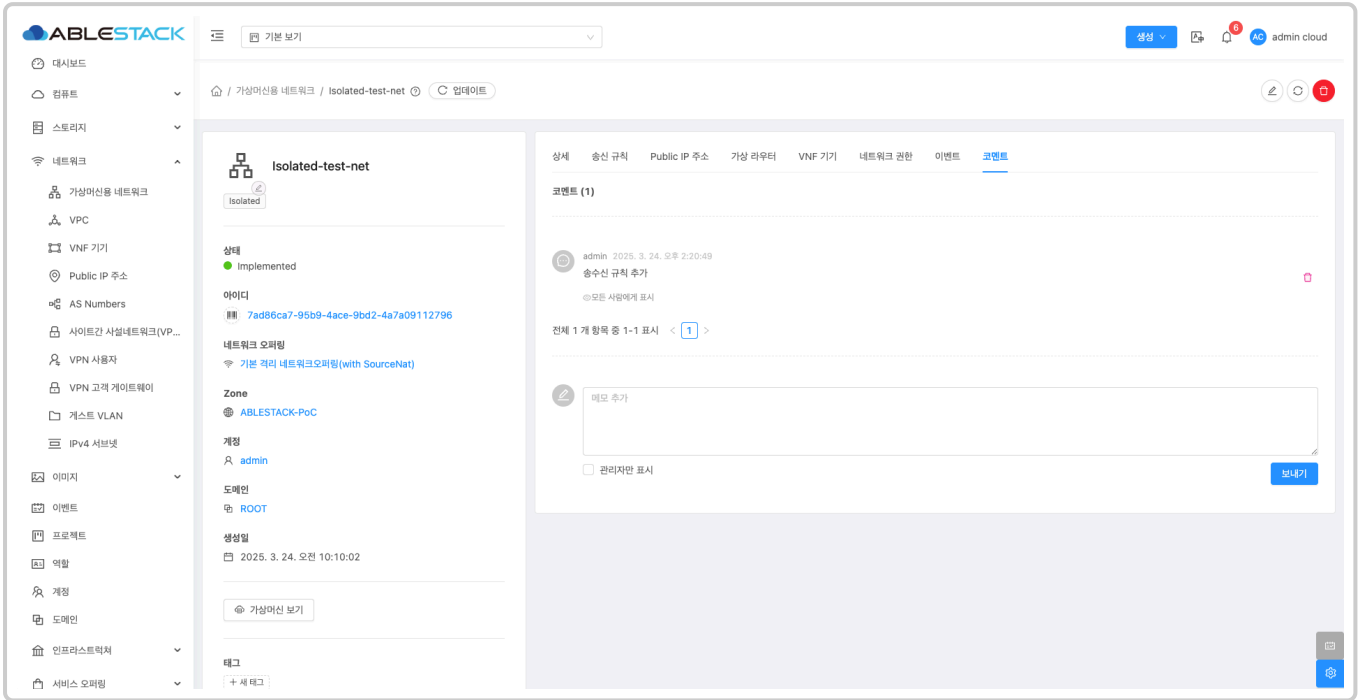 ABLESTACK
기본 보기
생성
6
AC
admin cloud
대시보드
컴퓨트
스토리지
네트워크
가상머신용 네트워크
VPC
VNF 기기
Public IP 주소
AS Numbers
사이트간 사설네트워크(VP...
VPN 사용자
VPN 고객 게이트웨이
게스트 VLAN
IPv4 서브넷
이미지
이벤트
프로젝트
역할
계정
도메인
인프라스트럭쳐
서비스 오퍼링
/ 가상머신용 네트워크 / Isolated-test-net
업데이트
Isolated-test-net
Isolated
상태
Implemented
아이디
7ad86ca7-95b9-4ace-9bd2-4a7a09112796
네트워크 오퍼링
기본 격리 네트워크오퍼링(with SourceNat)
Zone
ABLESTACK-PoC
계정
admin
도메인
ROOT
생성일
2025. 3. 24. 오전 10:10:02
가상머신 보기
태그
+ 새 태그
상세 송신 규칙 Public IP 주소 가상 라우터 VNF 기기 네트워크 권한 이벤트 코멘트
코멘트 (1)
admin 2025. 3. 24. 오후 2:20:49
송수신 규칙 추가
모든 사람에게 표시
전체 1 개 항목 중 1-1 표시 < 1 >
메모 추가
관리자만 표시
보내기